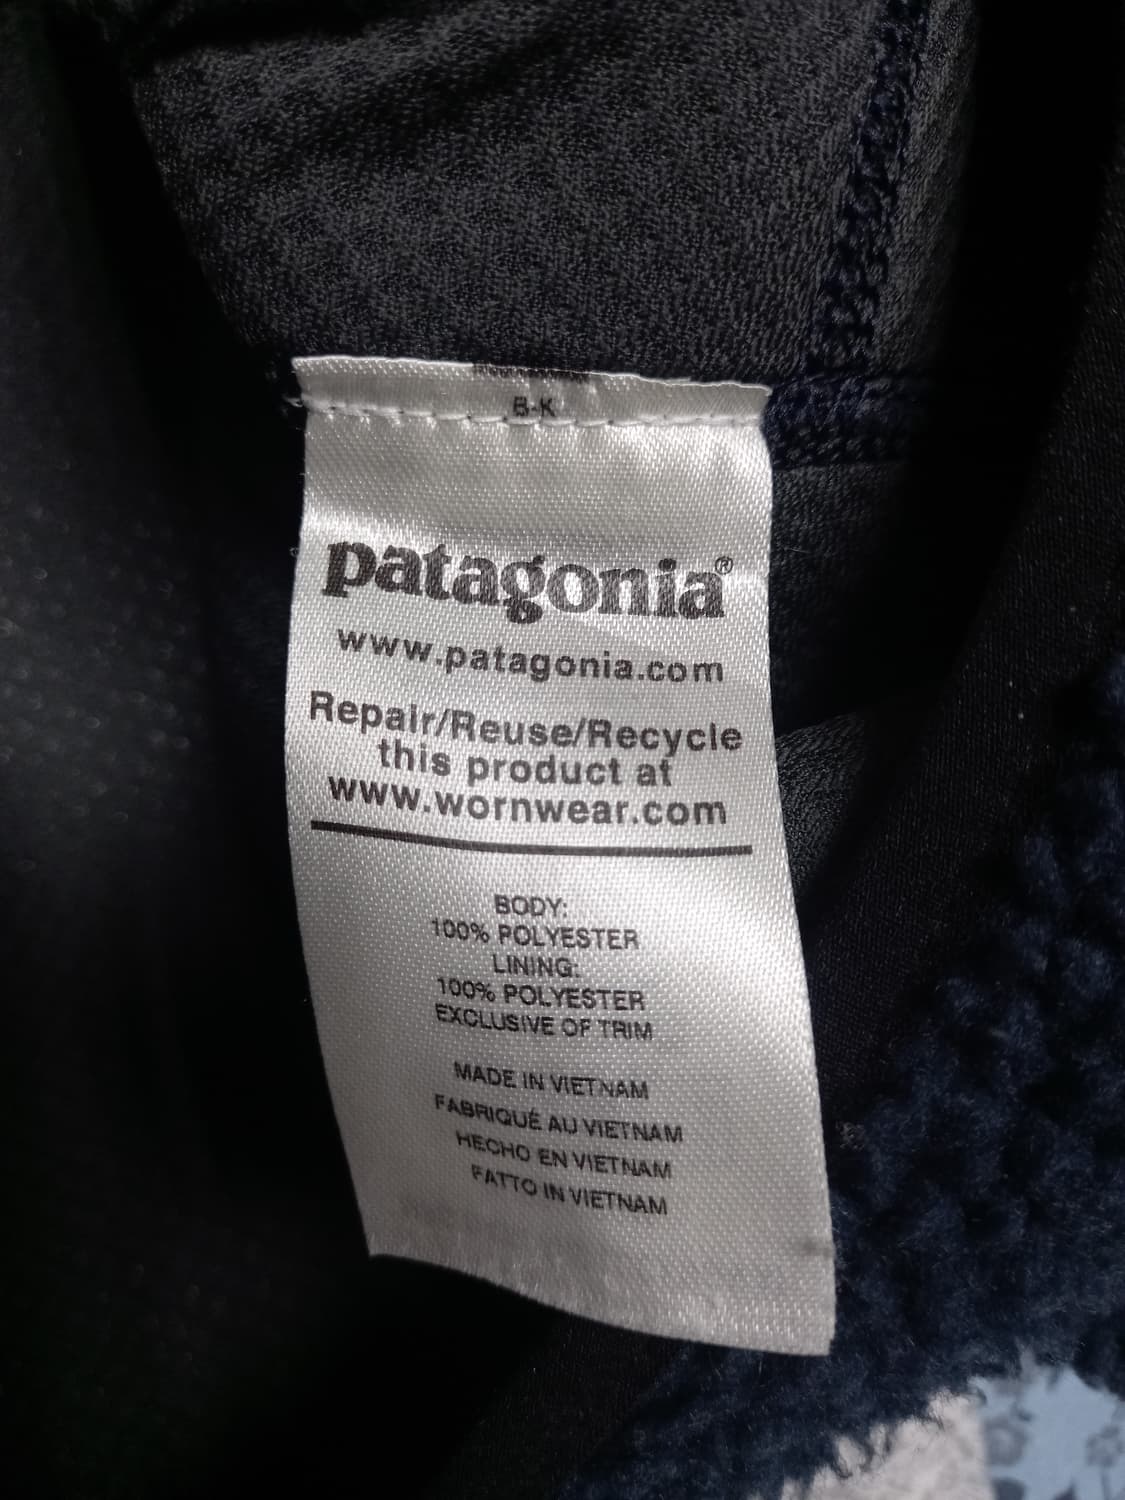 B-K
patagonia®
www.patagonia.com
Repair/Reuse/Recycle
this product at
www.wornwear.com
BODY:
100% POLYESTER
LINING:
100% POLYESTER
EXCLUSIVE OF TRIM
MADE IN VIETNAM
FABRIQUÉ AU VIETNAM
HECHO EN VIETNAM
FATTO IN VIETNAM